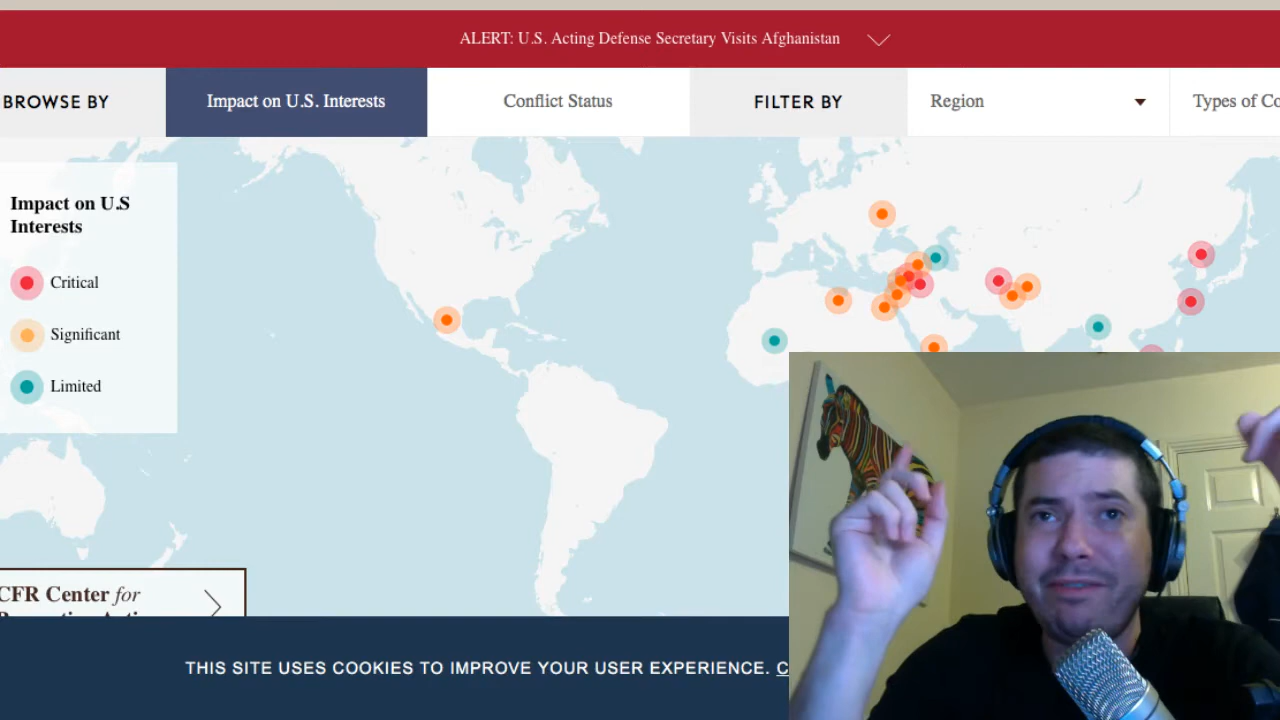 ALERT: U.S. Acting Defense Secretary Visits Afghanistan
BROWSE BY
Impact on U.S. Interests
Conflict Status
FILTER BY
Region
Types of Co
Impact on U.S
Interests
Critical
Significant
Limited
CFR Center for
THIS SITE USES COOKIES TO IMPROVE YOUR USER EXPERIENCE. C